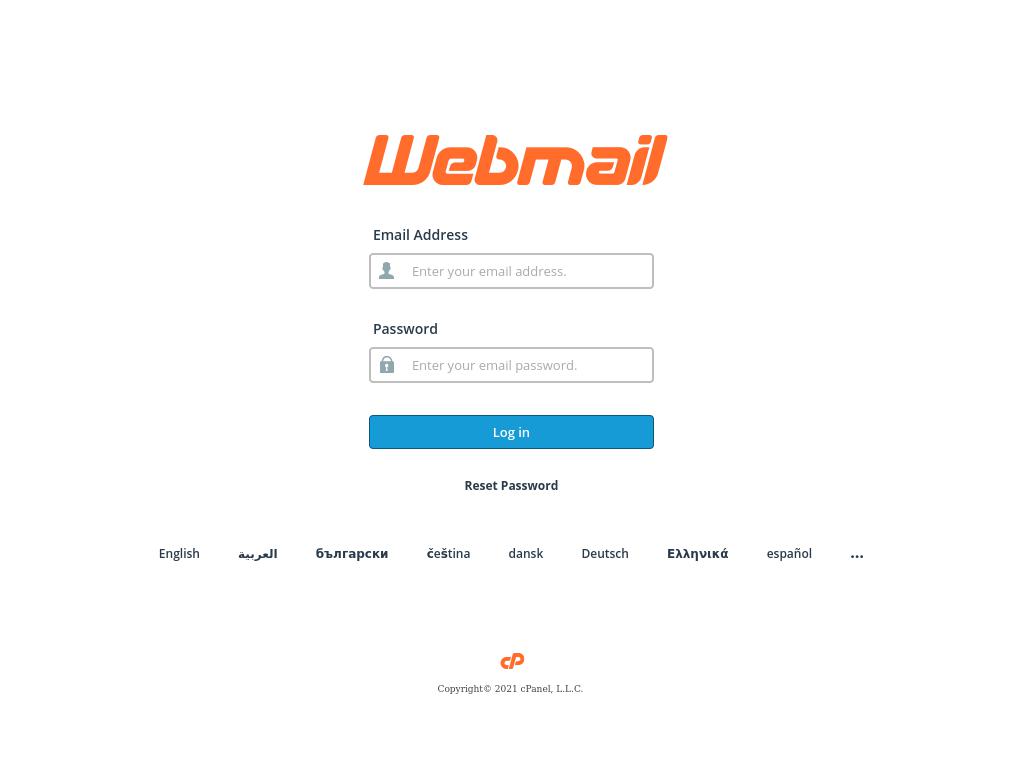 Webmail
Email Address
Enter your email address.
Password
Enter your email password.
Log in
Reset Password
English العربية български čeština dansk Deutsch Ελληνικά español ...
cP
Copyright© 2021 cPanel, L.L.C.